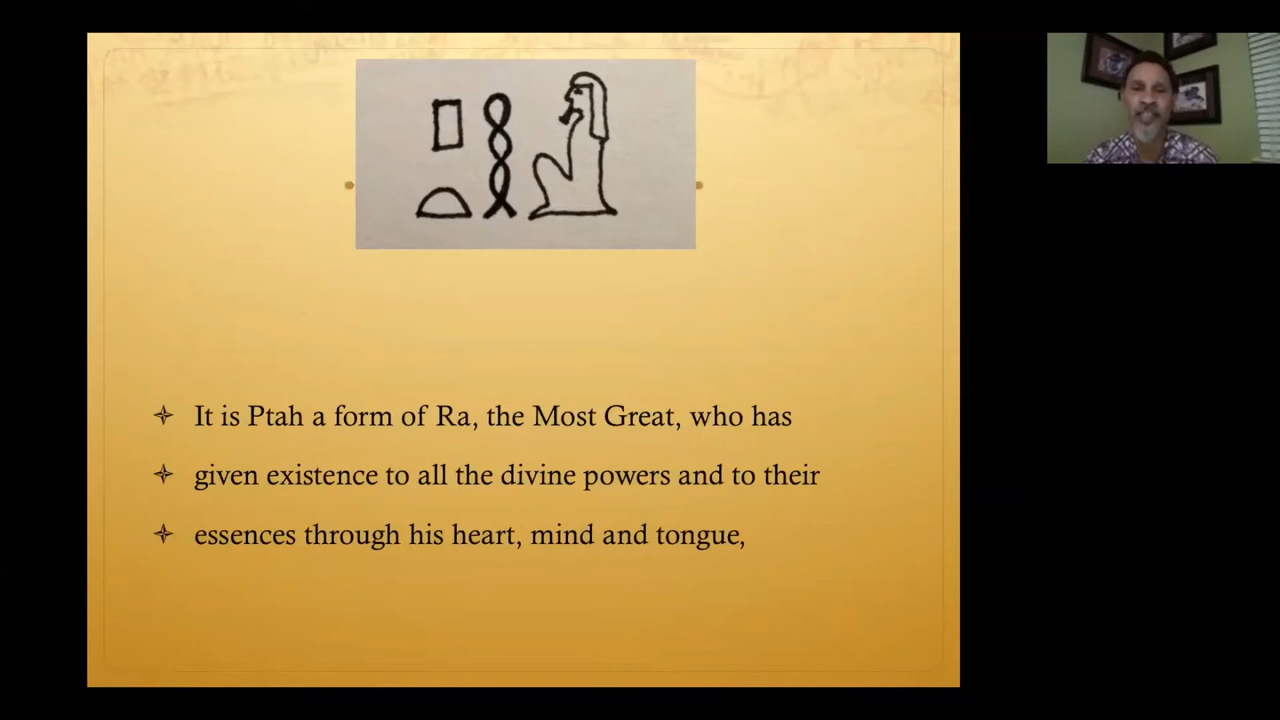 𓊪𓏏𓎛𓀭
It is Ptah a form of Ra, the Most Great, who has
given existence to all the divine powers and to their
essences through his heart, mind and tongue,